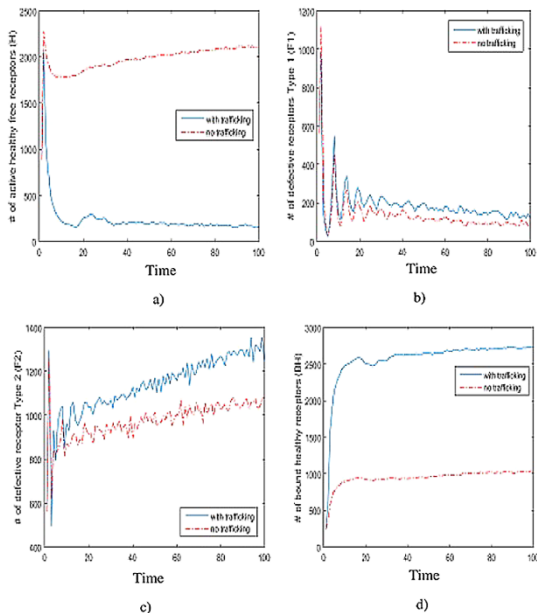 # of active healthy free receptors (H)
2500
2000
1500
1000
500
0
with trafficking
no trafficking
0 20 40 60 80 100
Time
a)
# of defective receptors Type 1 (F1)
1200
1000
800
600
400
200
0
with trafficking
no trafficking
0 20 40 60 80 100
Time
b)
# of defective receptor Type 2 (F2)
1400
1200
1000
800
600
400
with trafficking
no trafficking
0 20 40 60 80 100
Time
c)
# of bound healthy receptors (BH)
3000
2500
2000
1500
1000
500
0
with trafficking
no trafficking
0 20 40 60 80 100
Time
d)